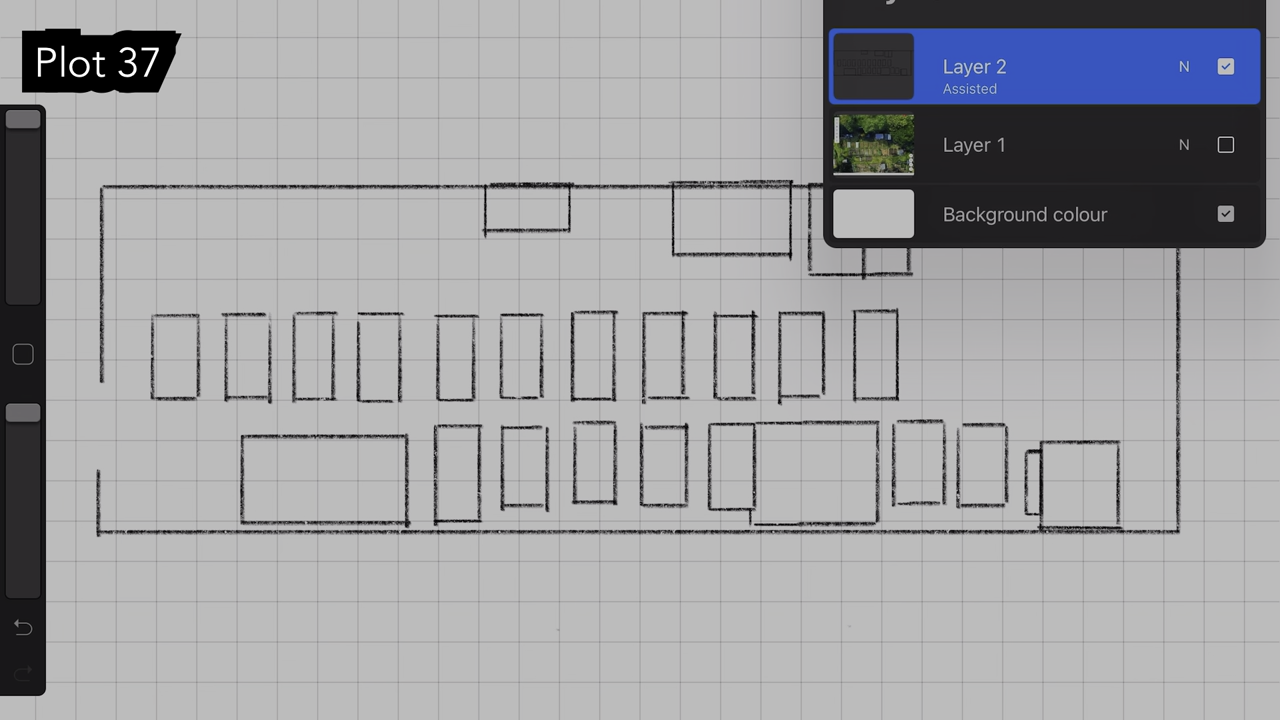 Plot 37
Layer 2
N
Assisted
Layer 1
N
Background colour